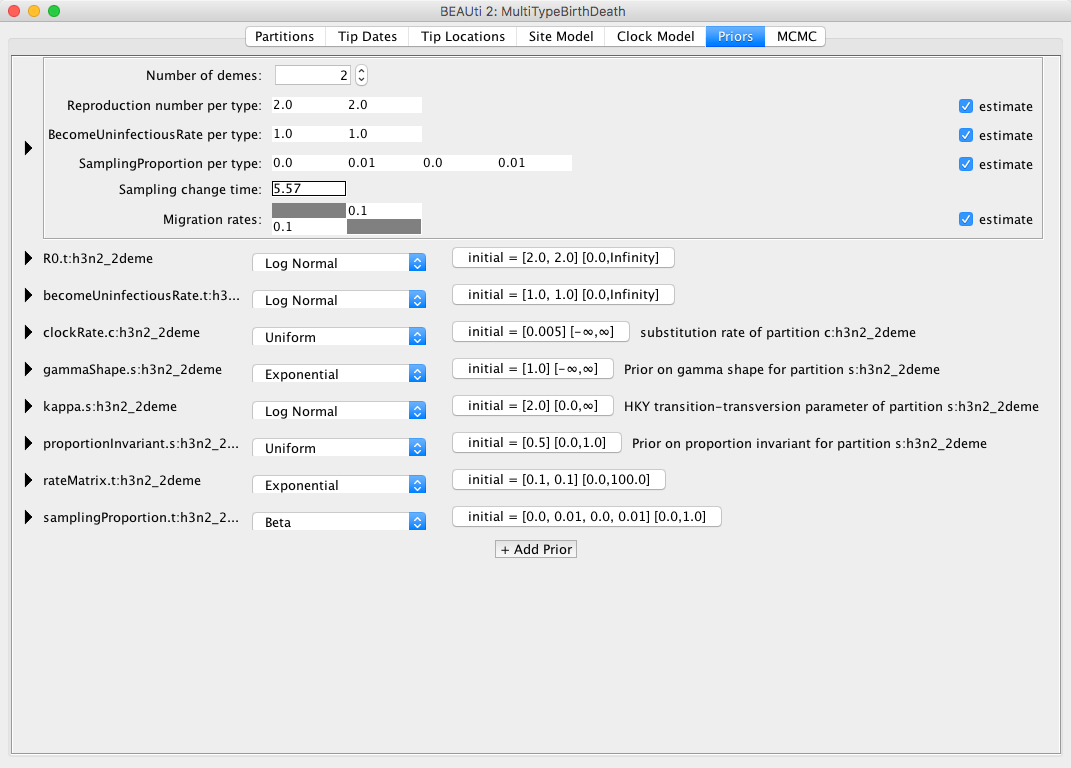 BEAUti 2: MultiTypeBirthDeath
Partitions Tip Dates Tip Locations Site Model Clock Model Priors MCMC
Number of demes: 2
Reproduction number per type: 2.0 2.0 estimate
BecomeUninfectiousRate per type: 1.0 1.0 estimate
SamplingProportion per type: 0.0 0.01 0.0 0.01 estimate
Sampling change time: 5.57
Migration rates: 0.1 0.1 estimate
R0.t:h3n2_2deme Log Normal initial = [2.0, 2.0] [0.0,Infinity]
becomeUninfectiousRate.t:h3... Log Normal initial = [1.0, 1.0] [0.0,Infinity]
clockRate.c:h3n2_2deme Uniform initial = [0.005] [-∞,∞] substitution rate of partition c:h3n2_2deme
gammaShape.s:h3n2_2deme Exponential initial = [1.0] [-∞,∞] Prior on gamma shape for partition s:h3n2_2deme
kappa.s:h3n2_2deme Log Normal initial = [2.0] [0.0,∞] HKY transition-transversion parameter of partition s:h3n2_2deme
proportionInvariant.s:h3n2_2... Uniform initial = [0.5] [0.0,1.0] Prior on proportion invariant for partition s:h3n2_2deme
rateMatrix.t:h3n2_2deme Exponential initial = [0.1, 0.1] [0.0,100.0]
samplingProportion.t:h3n2_2... Beta initial = [0.0, 0.01, 0.0, 0.01] [0.0,1.0]
+ Add Prior